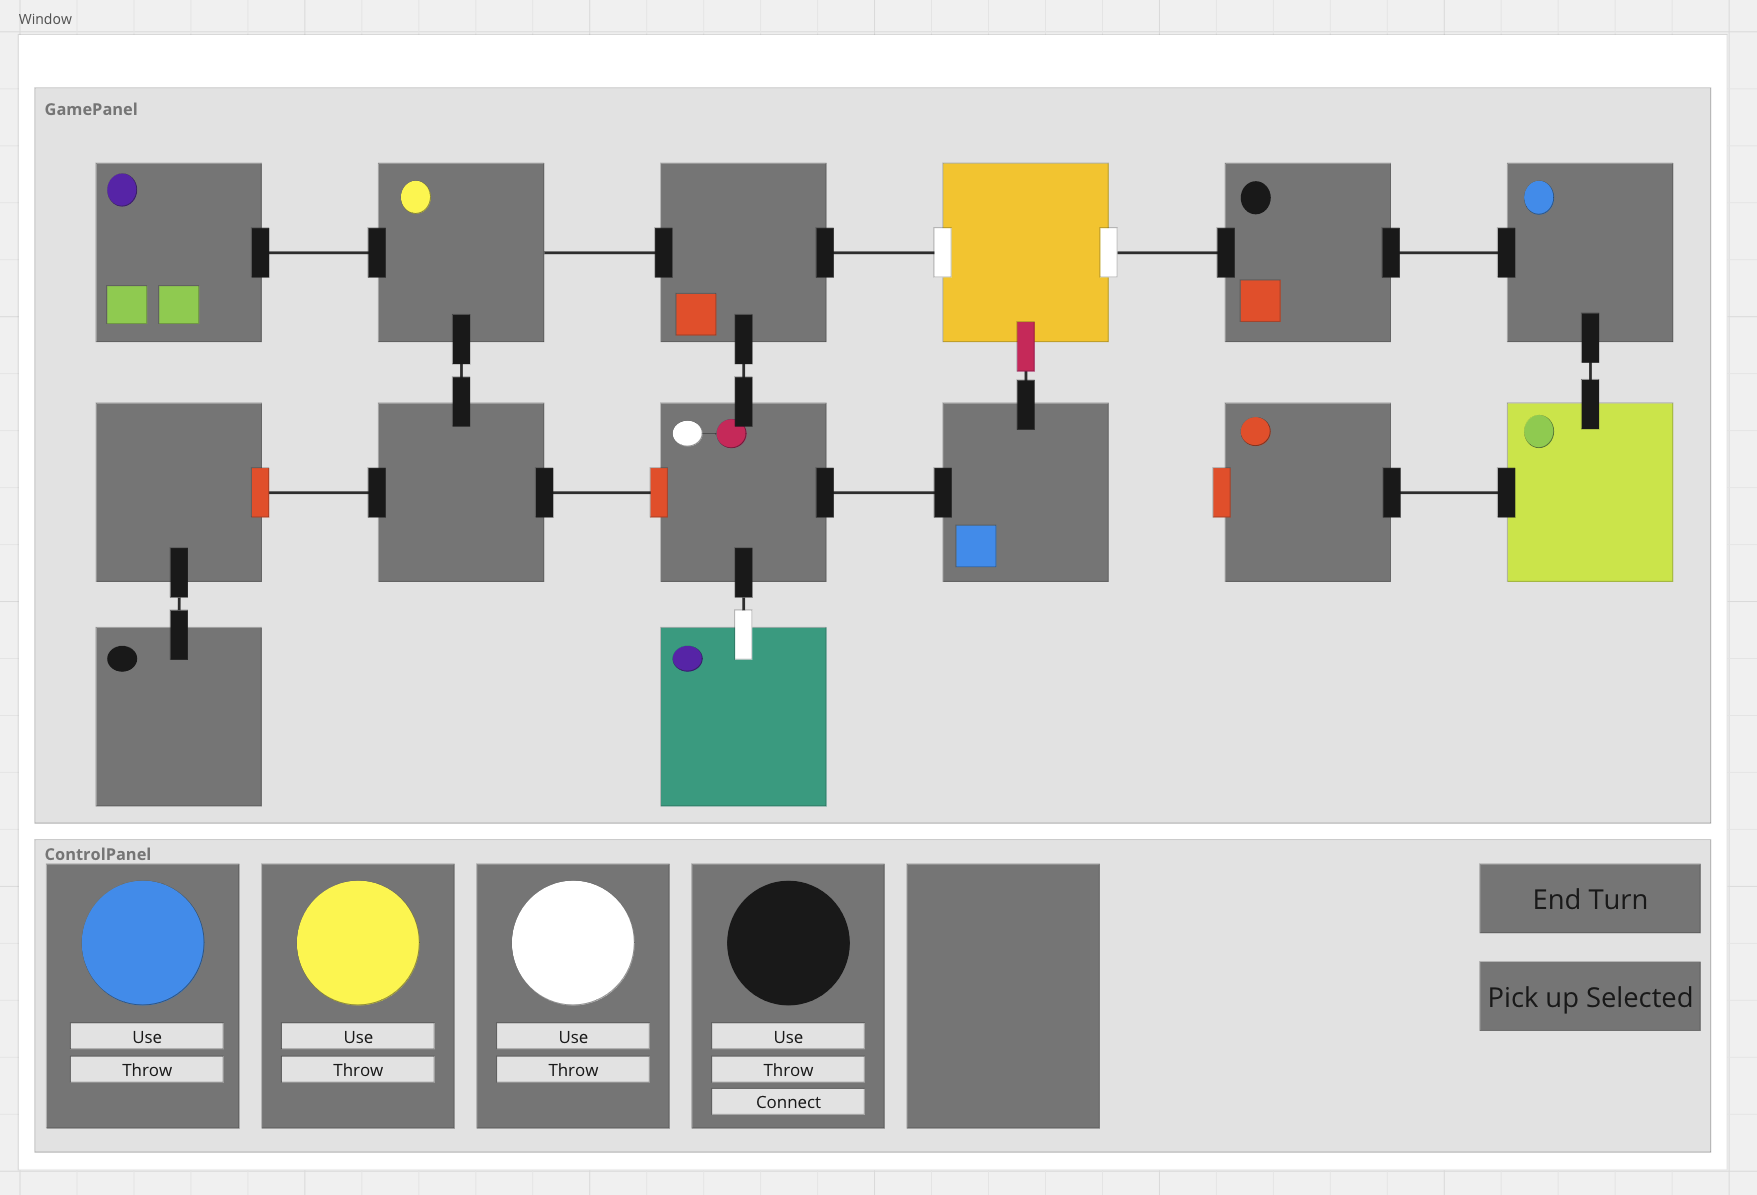 Window
GamePanel
ControlPanel
Use
Throw
Use
Throw
Use
Throw
Use
Throw
Connect
End Turn
Pick up Selected